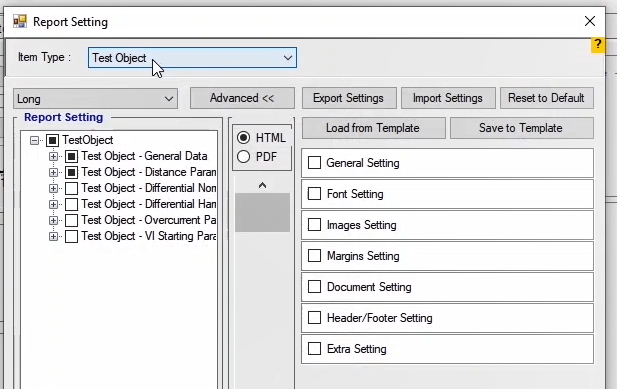 Report Setting
?
Item Type :
Test Object
Long
Advanced <<
Export Settings
Import Settings
Reset to Default
Report Setting
TestObject
Test Object - General Data
Test Object - Distance Param
Test Object - Differential Non
Test Object - Differential Har
Test Object - Overcurrent Pa
Test Object - VI Starting Para
HTML
PDF
Load from Template
Save to Template
General Setting
Font Setting
Images Setting
Margins Setting
Document Setting
Header/Footer Setting
Extra Setting